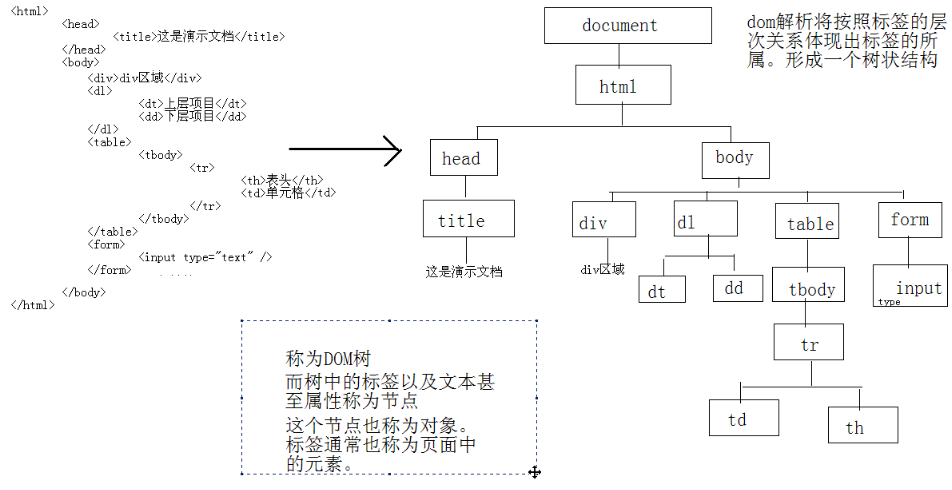 <html>
<head>
<title>这是演示文档</title>
</head>
<body>
<div>div区域</div>
<dl>
<dt>上层项目</dt>
<dd>下层项目</dd>
</dl>
<table>
<tbody>
<tr>
<th>表头</th>
<td>单元格</td>
</tr>
</tbody>
</table>
<form>
<input type="text" />
</form>
</body>
</html>
document
html
head
body
title
div
dl
table
form
这是演示文档
div区域
dt
dd
tbody
input
type
tr
td
th
dom解析将按照标签的层
次关系体现出标签的所
属。形成一个树状结构
称为DOM树
而树中的标签以及文本甚
至属性称为节点
这个节点也称为对象。
标签通常也称为页面中
的元素。